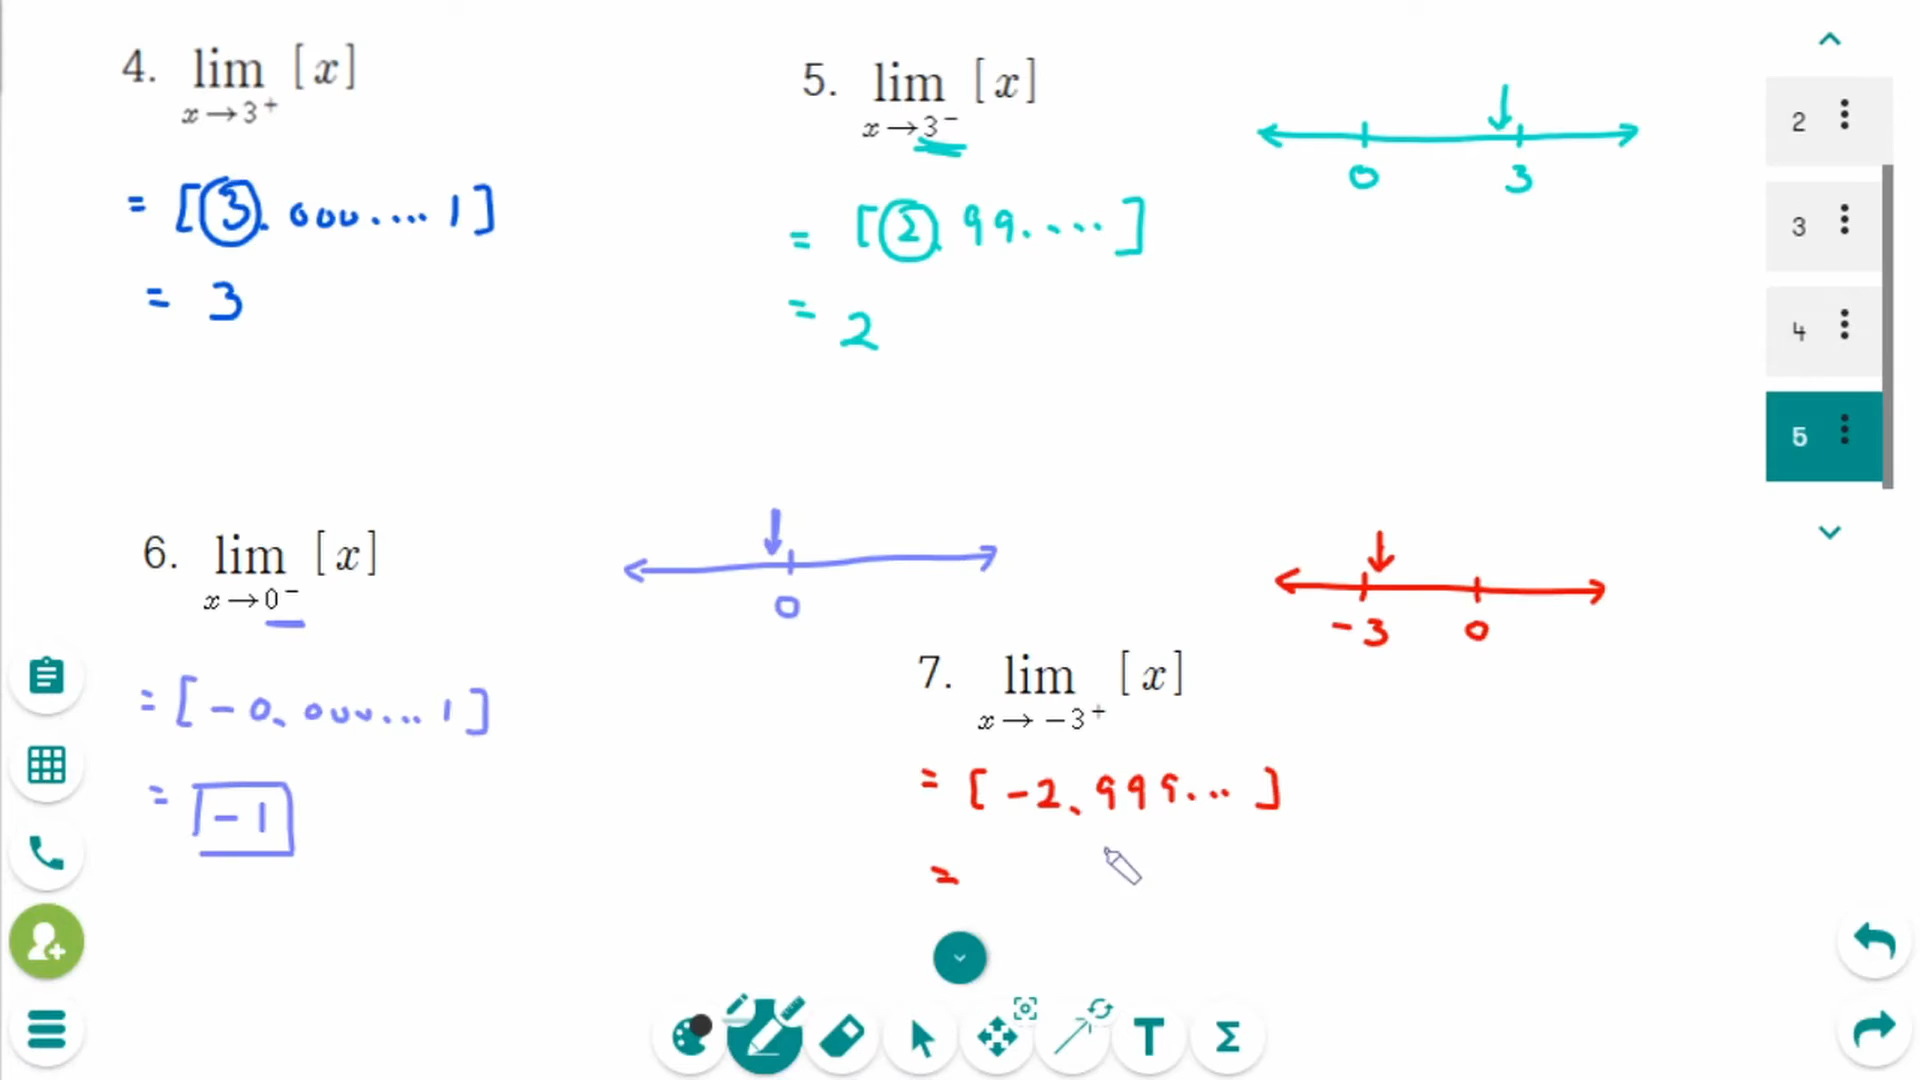 4. lim [x]
x→3⁺
= [3.000....1]
= 3
5. lim [x]
x→3⁻
= [2.99....]
= 2
0 3
6. lim [x]
x→0⁻
= [-0.000...1]
= -1
0
-3 0
7. lim [x]
x→-3⁺
= [-2.999...]
=
2
3
4
5
T
Σ